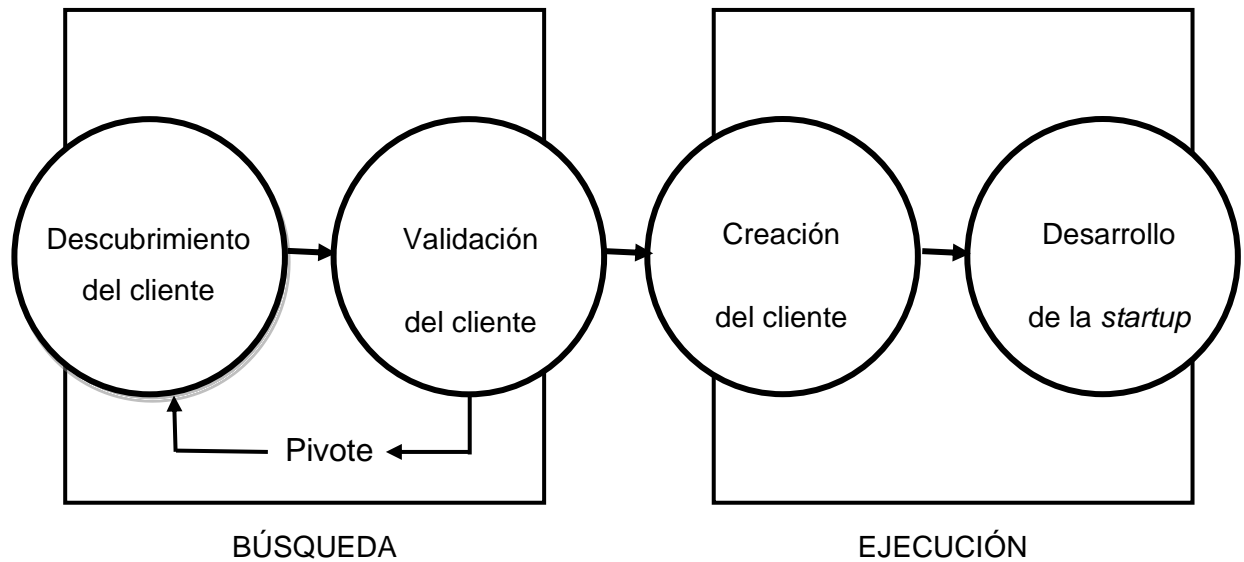 Descubrimiento
del cliente
Validación
del cliente
Creación
del cliente
Desarrollo
de la startup
Pivote
BÚSQUEDA
EJECUCIÓN